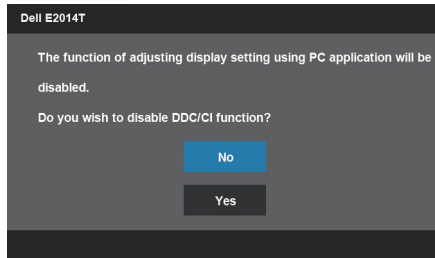 Dell E2014T
The function of adjusting display setting using PC application will be
disabled.
Do you wish to disable DDC/CI function?
No
Yes